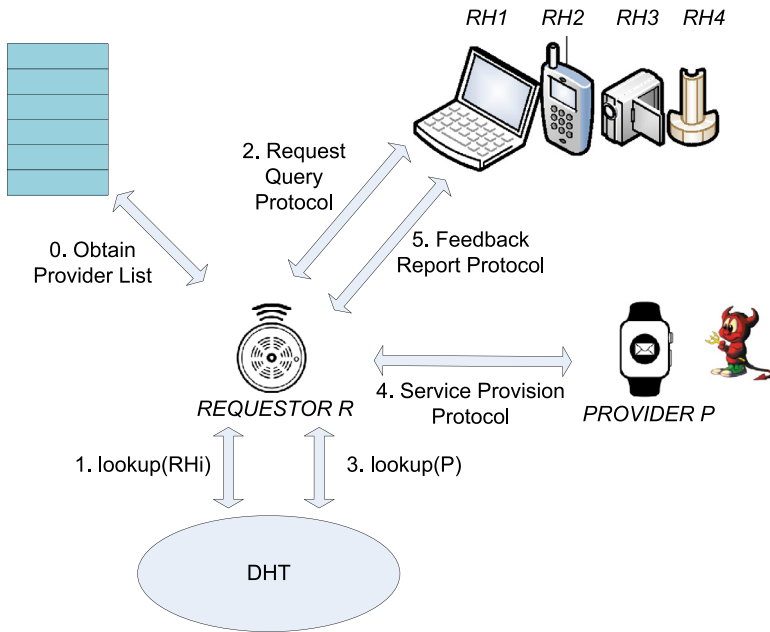 RH1
RH2
RH3
RH4
2. Request
Query
Protocol
0. Obtain
Provider List
5. Feedback
Report Protocol
REQUESTOR R
4. Service Provision
Protocol
PROVIDER P
1. lookup(RHi)
3. lookup(P)
DHT